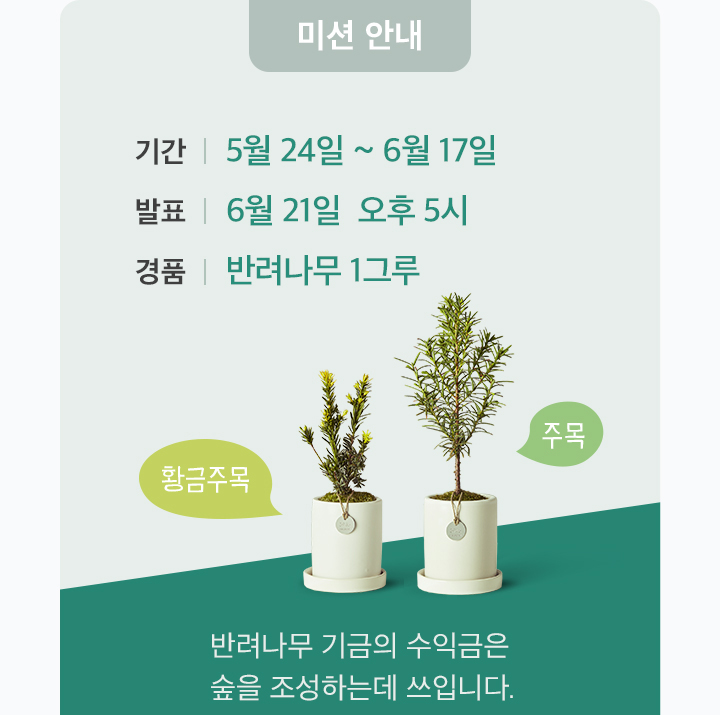 미션 안내
기간 5월 24일 ~ 6월 17일
발표 6월 21일 오후 5시
경품 반려나무 1그루
주목
황금주목
반려나무 기금의 수익금은
숲을 조성하는데 쓰입니다.